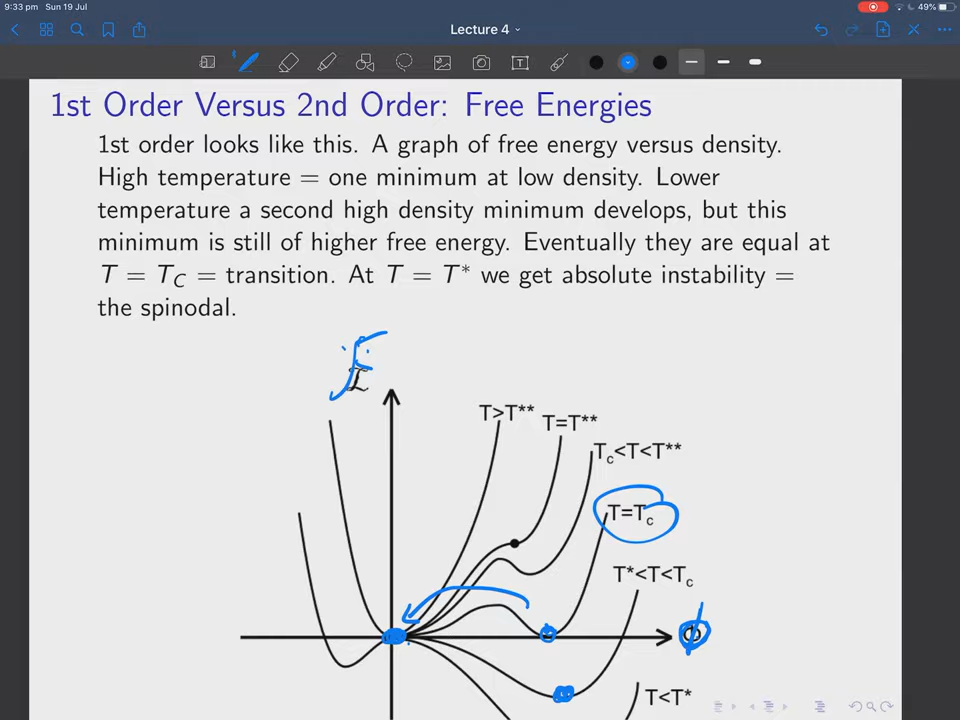 9:33 pm Sun 19 Jul
49%
Lecture 4
1st Order Versus 2nd Order: Free Energies
1st order looks like this. A graph of free energy versus density.
High temperature = one minimum at low density. Lower
temperature a second high density minimum develops, but this
minimum is still of higher free energy. Eventually they are equal at
T = T_C = transition. At T = T* we get absolute instability =
the spinodal.
T>T**
T=T**
T_c<T<T**
T=T_c
T*<T<T_c
Φ
T<T*